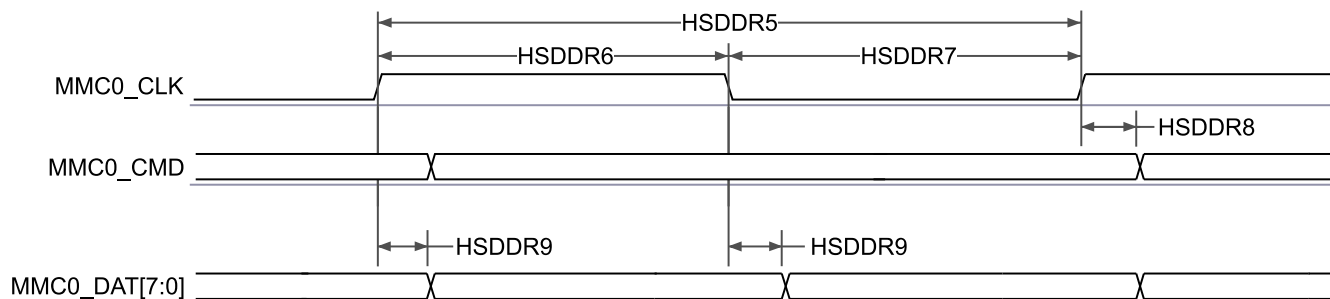 HSDDR5
HSDDR6
HSDDR7
MMC0_CLK
HSDDR8
MMC0_CMD
HSDDR9
HSDDR9
MMC0_DAT[7:0]